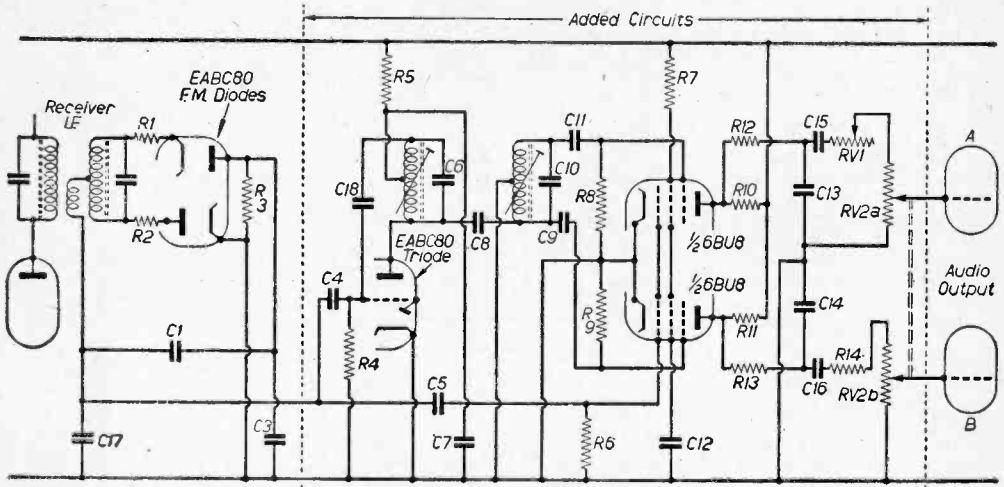 Added Circuits
EABC80
F.M. Diodes
Receiver
I.F.
R1
R2
R
3
C1
C17
C3
R5
C18
C6
EABC80
Triode
C4
R4
C5
C7
C8
C10
C11
C9
R8
R
9
R6
R7
½6BU8
½6BU8
C12
R12
R10
R11
R13
C15
RV1
C13
C14
RV2a
C16
R14
RV2b
A
Audio
Output
B